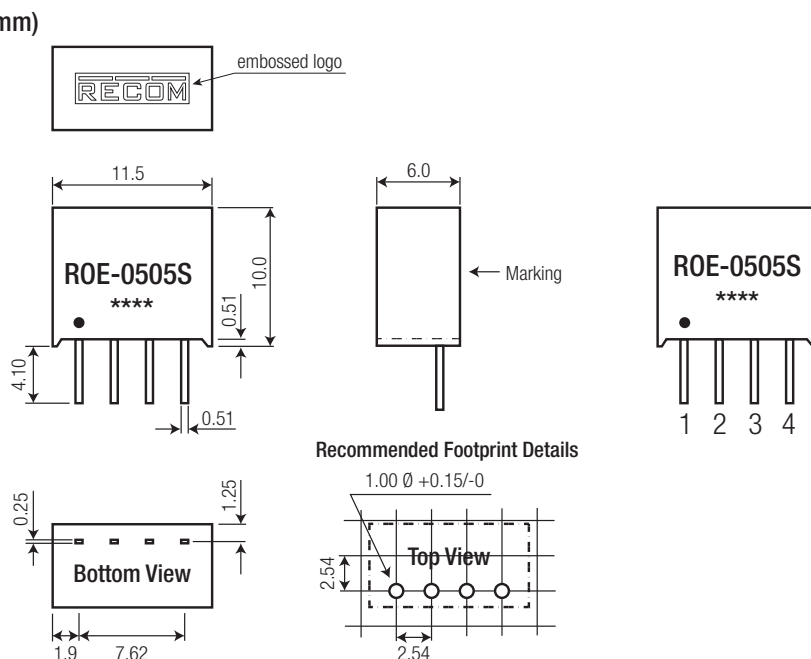 mm)
embossed logo
RECOM
11.5
6.0
ROE-0505S
****
10.0
0.51
4.10
0.51
Marking
ROE-0505S
****
1 2 3 4
Recommended Footprint Details
1.00 Ø +0.15/-0
0.25
1.25
Bottom View
1.9
7.62
Top View
2.54
2.54